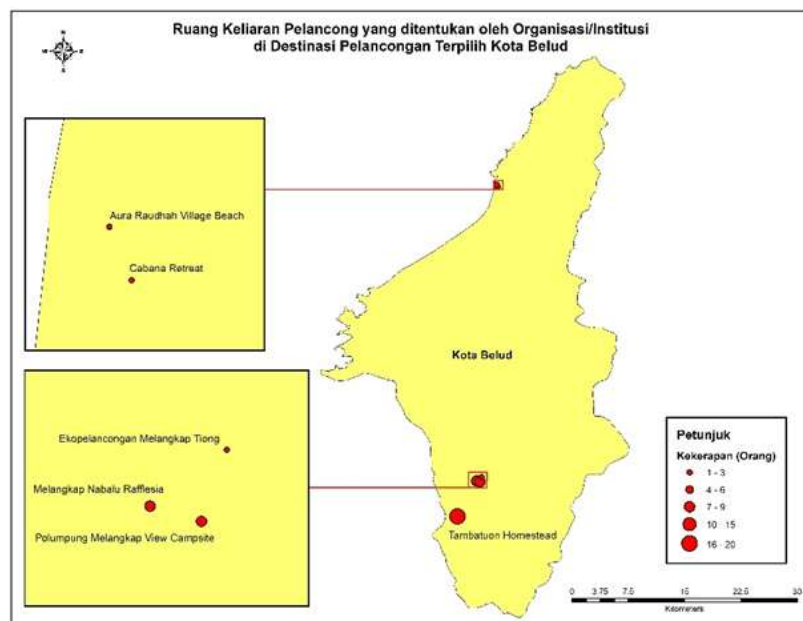 Ruang Keliaran Pelancong yang ditentukan oleh Organisasi/Institusi
di Destinasi Pelancongan Terpilih Kota Belud
N
W
E
S
Aura Raudhah Village Beach
Cabana Retreat
Kota Belud
Ekopelancongan Melangkap Tiong
Melangkap Nabalu Rafflesia
Polumpung Melangkap View Campsite
Tambatuon Homestead
Petunjuk
Kekerapan (Orang)
1 - 3
4 - 6
7 - 9
10 - 15
16 - 20
0 3.75 7.5 15 22.5 30
Kilometers